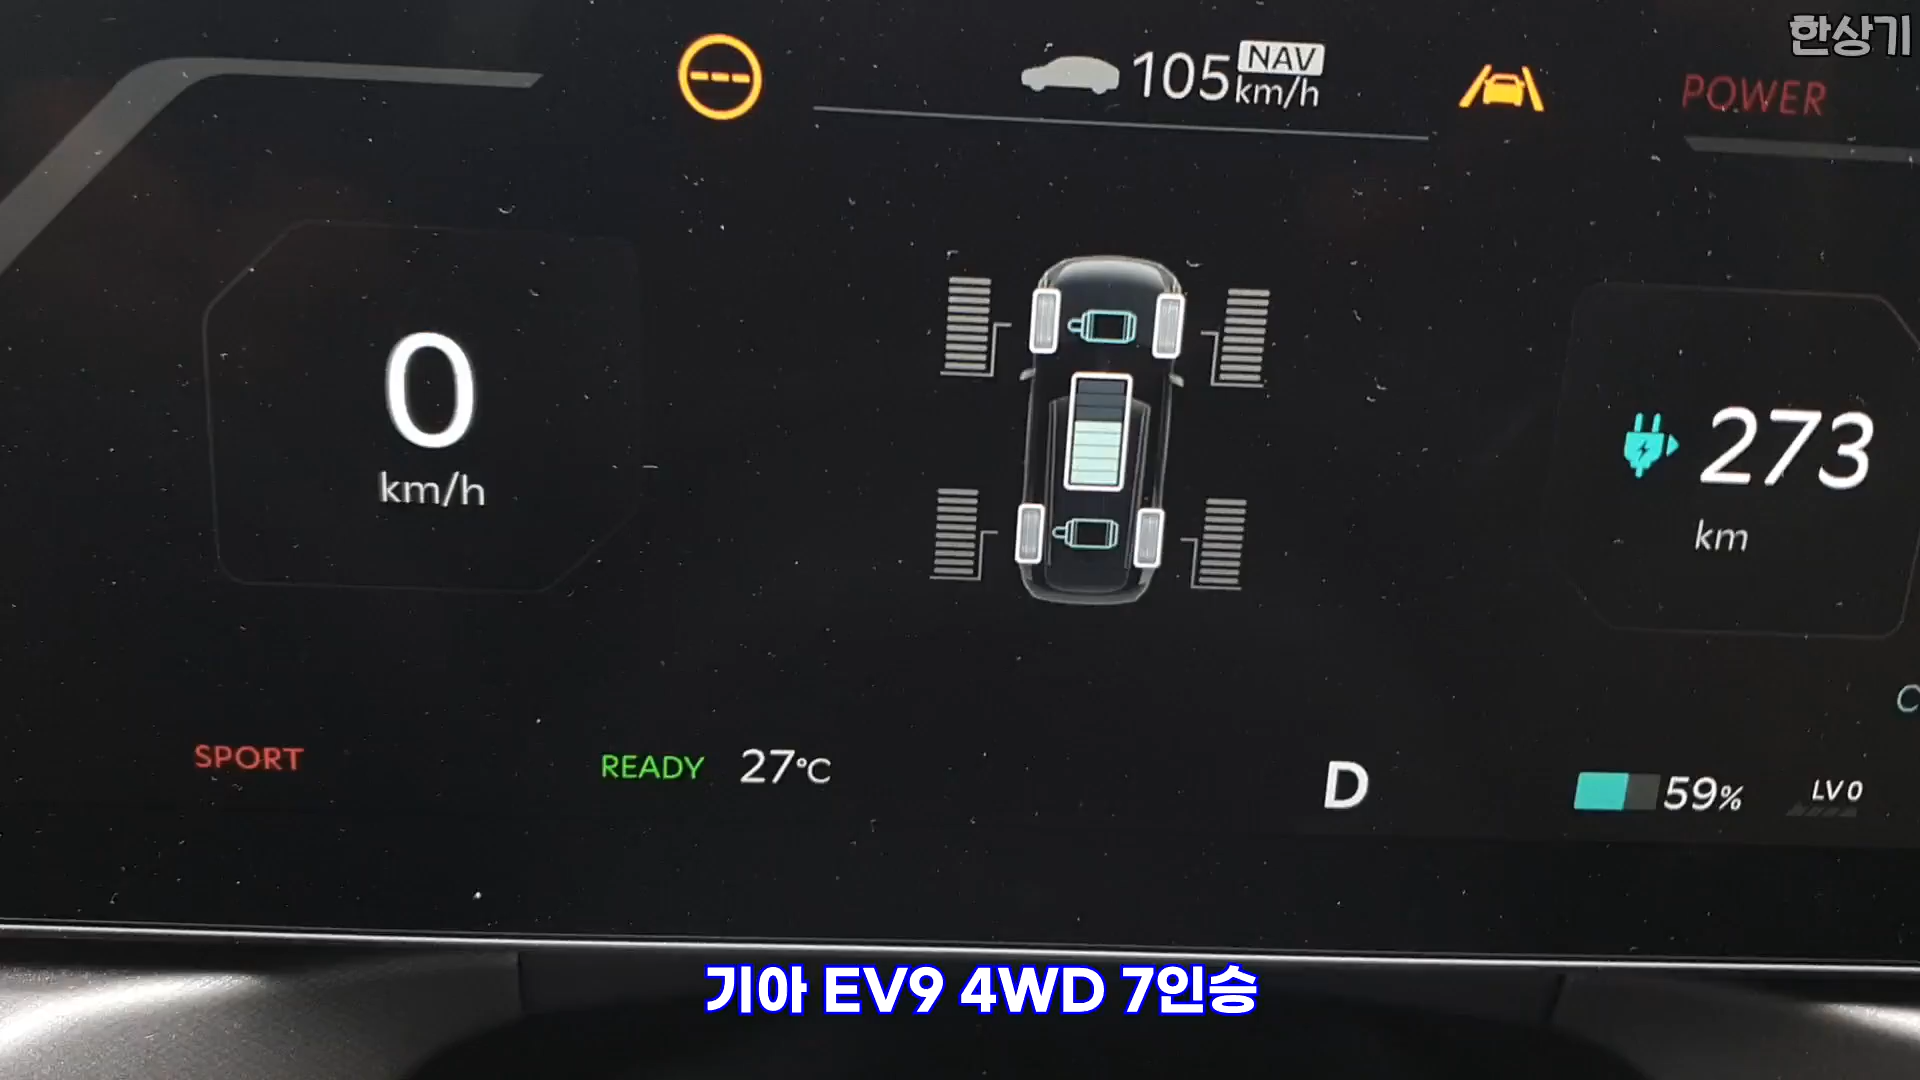 한상기
105 NAV km/h
POWER
0
km/h
273
km
SPORT
READY 27°C
D
59%
LV 0
기아 EV9 4WD 7인승